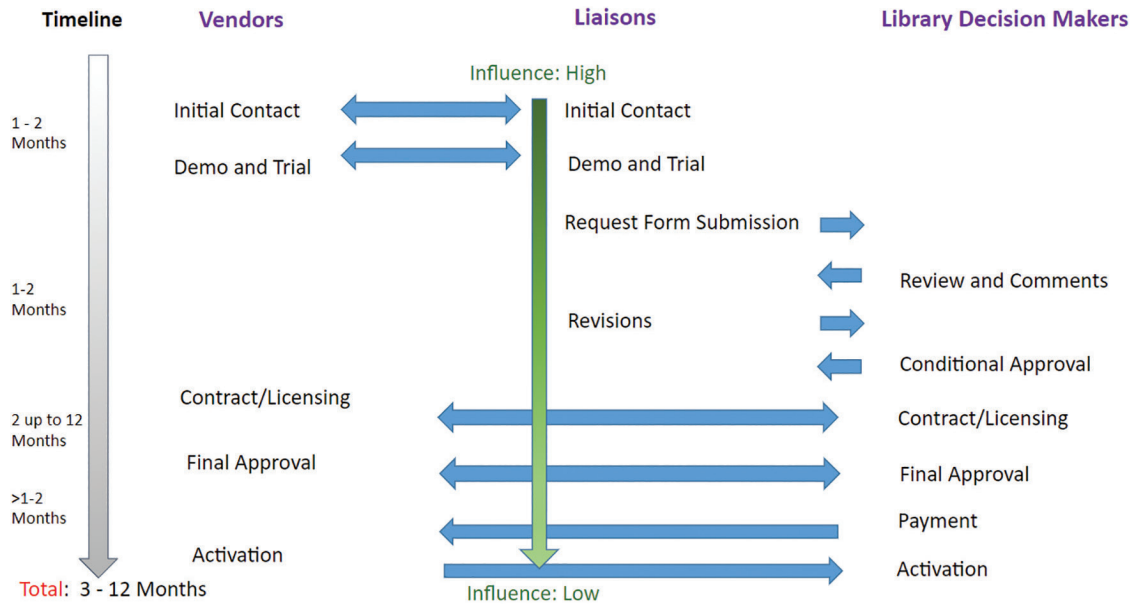 Timeline
Vendors
Liaisons
Library Decision Makers
Influence: High
1 - 2
Months
Initial Contact
Initial Contact
Demo and Trial
Demo and Trial
Request Form Submission
1-2
Months
Review and Comments
Revisions
Conditional Approval
2 up to 12
Months
Contract/Licensing
Contract/Licensing
Final Approval
Final Approval
>1-2
Months
Payment
Activation
Activation
Total: 3 - 12 Months
Influence: Low